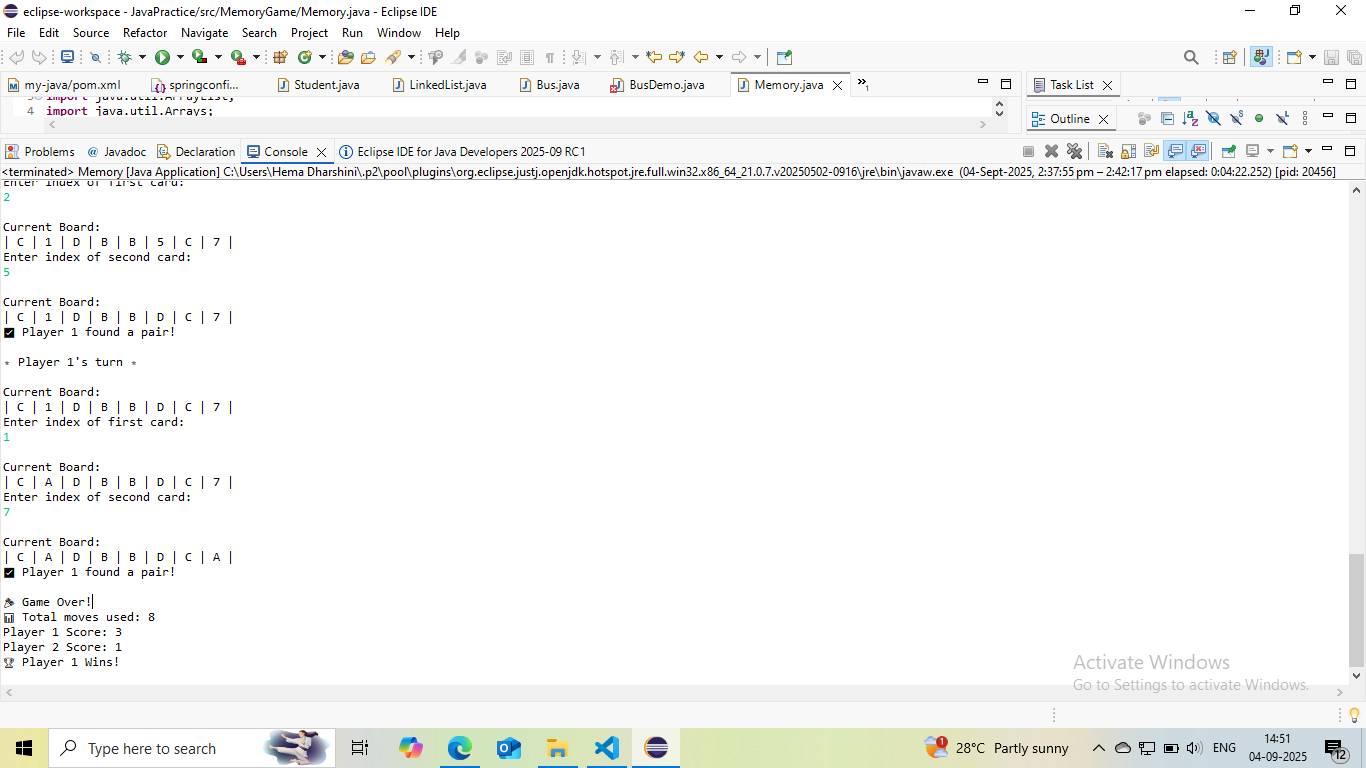 eclipse-workspace - JavaPractice/src/MemoryGame/Memory.java - Eclipse IDE
File Edit Source Refactor Navigate Search Project Run Window Help
my-java/pom.xml springconfi... Student.java LinkedList.java Bus.java BusDemo.java Memory.java »1 Task List
3 import java.util.ArrayList;
4 import java.util.Arrays;
Outline
Problems Javadoc Declaration Console Eclipse IDE for Java Developers 2025-09 RC1
<terminated> Memory [Java Application] C:\Users\Hema Dharshini\.p2\pool\plugins\org.eclipse.justj.openjdk.hotspot.jre.full.win32.x86_64_21.0.7.v20250502-0916\jre\bin\javaw.exe (04-Sept-2025, 2:37:55 pm – 2:42:17 pm elapsed: 0:04:22.252) [pid: 20456]
Enter index of first card:
2
Current Board:
| C | 1 | D | B | B | 5 | C | 7 |
Enter index of second card:
5
Current Board:
| C | 1 | D | B | B | D | C | 7 |
✅ Player 1 found a pair!
⭐ Player 1's turn ⭐
Current Board:
| C | 1 | D | B | B | D | C | 7 |
Enter index of first card:
1
Current Board:
| C | A | D | B | B | D | C | 7 |
Enter index of second card:
7
Current Board:
| C | A | D | B | B | D | C | A |
✅ Player 1 found a pair!
🎉 Game Over!
📊 Total moves used: 8
Player 1 Score: 3
Player 2 Score: 1
🏆 Player 1 Wins!
Activate Windows
Go to Settings to activate Windows.
Type here to search
1 28°C Partly sunny ENG 14:51
04-09-2025 12